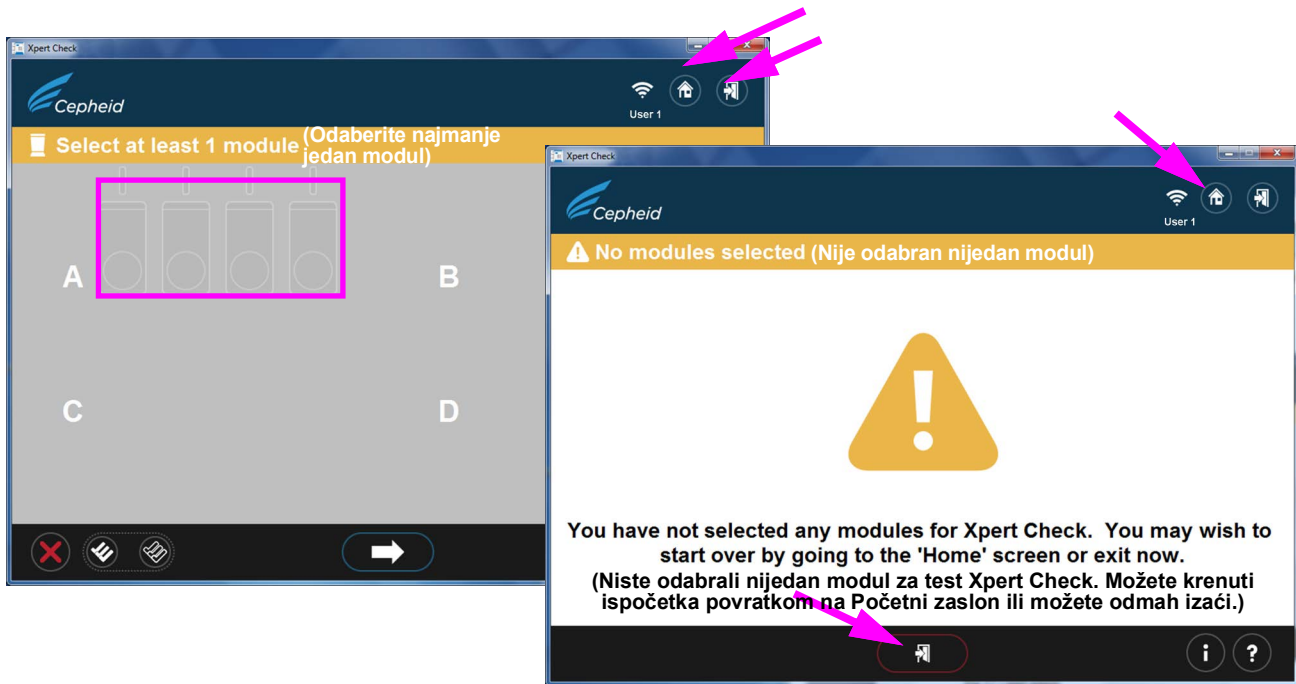 Xpert Check
Cepheid
User 1
Select at least 1 module (Odaberite najmanje
jedan modul)
A
B
C
D
Xpert Check
Cepheid
User 1
No modules selected (Nije odabran nijedan modul)
You have not selected any modules for Xpert Check. You may wish to
start over by going to the 'Home' screen or exit now.
(Niste odabrali nijedan modul za test Xpert Check. Možete krenuti
ispočetka povratkom na Početni zaslon ili možete odmah izaći.)
i
?